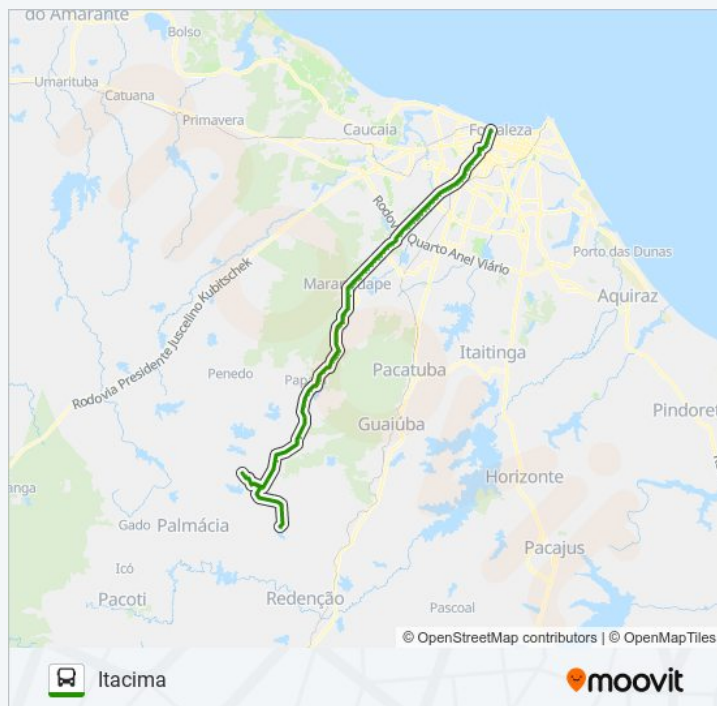 do Amarante
Bolso
Umarituba
Catuana
Primavera
Caucaia
Fortaleza
Rodovia Quarto Anel Viário
Porto das Dunas
Maranguape
Aquiraz
Rodovia Presidente Juscelino Kubitschek
Itaitinga
Penedo
Pap
Pacatuba
Pindoret
Guaiúba
Horizonte
anga
Gado
Palmácia
Pacajus
Icó
Pacoti
Redenção
Pascoal
© OpenStreetMap contributors | © OpenMapTiles
Itacima
moovit